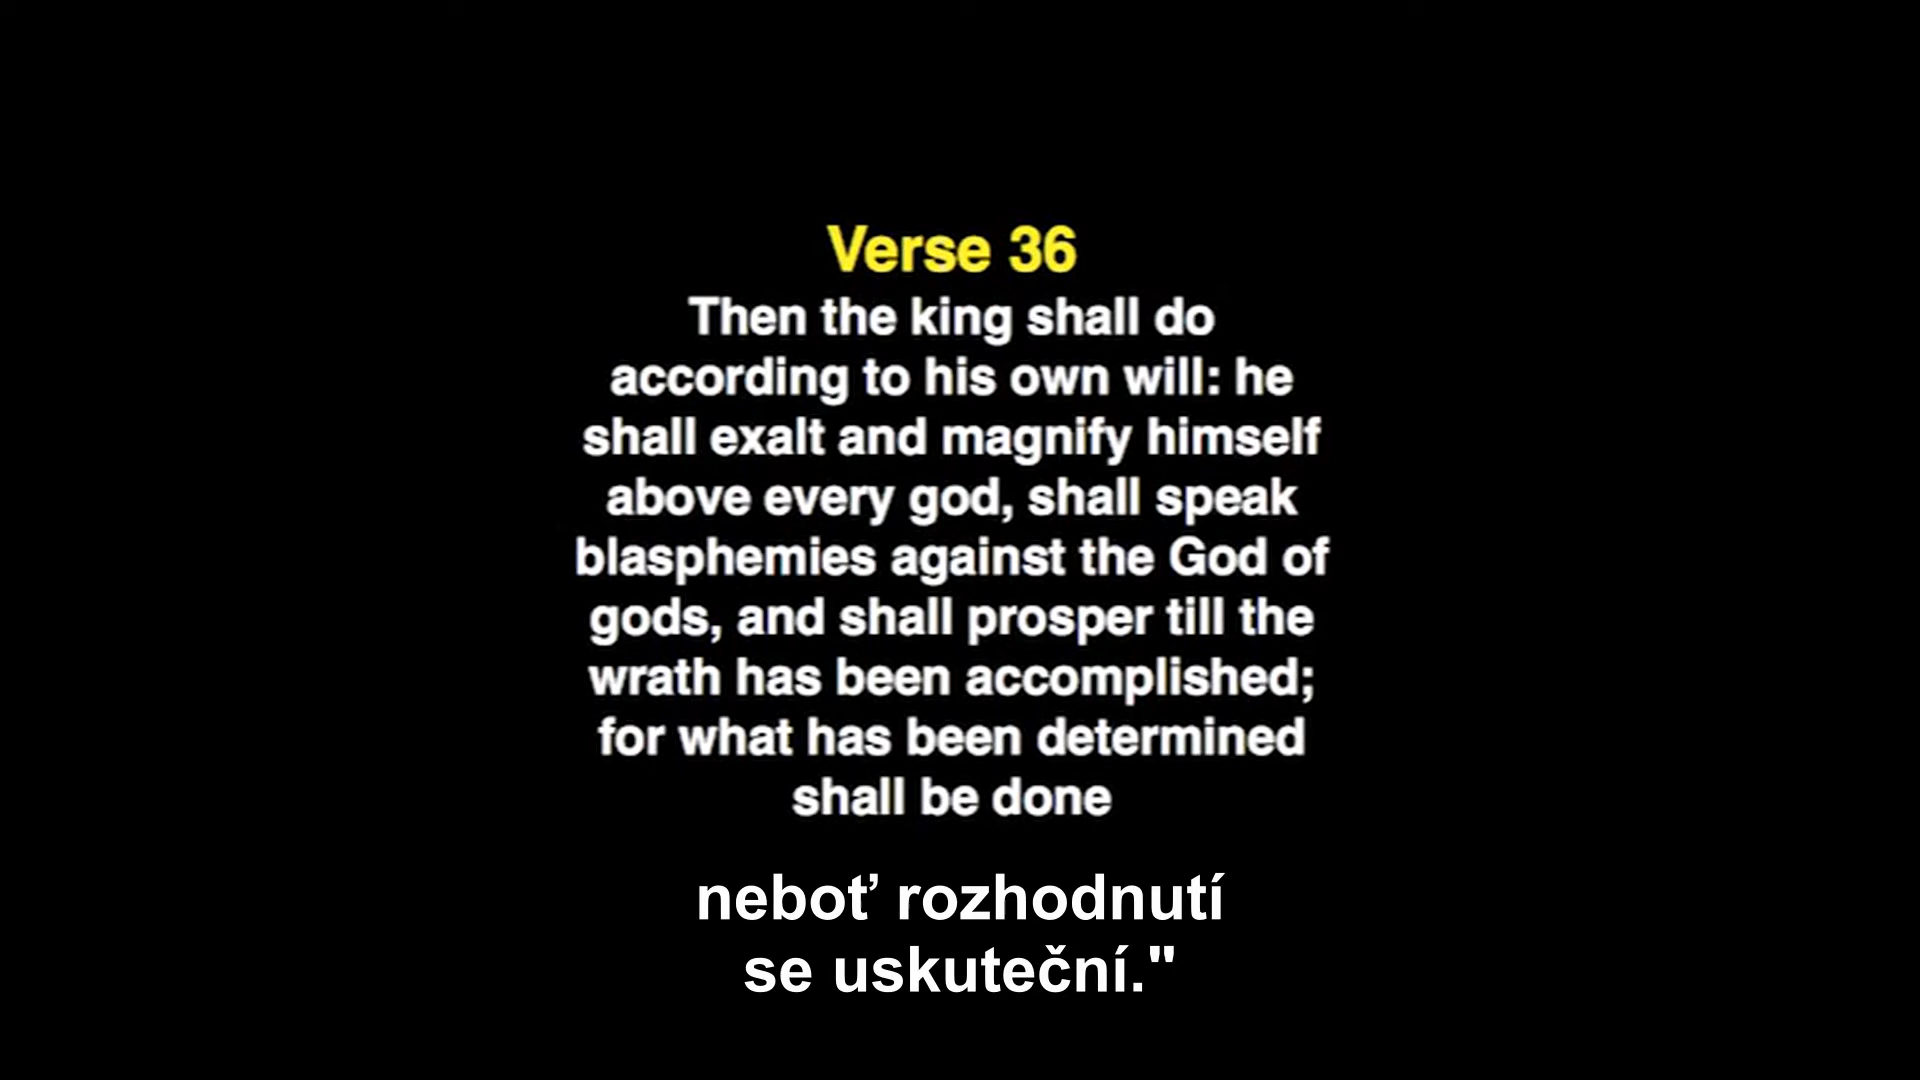 Verse 36
Then the king shall do
according to his own will: he
shall exalt and magnify himself
above every god, shall speak
blasphemies against the God of
gods, and shall prosper till the
wrath has been accomplished;
for what has been determined
shall be done
neboť rozhodnutí
se uskuteční."